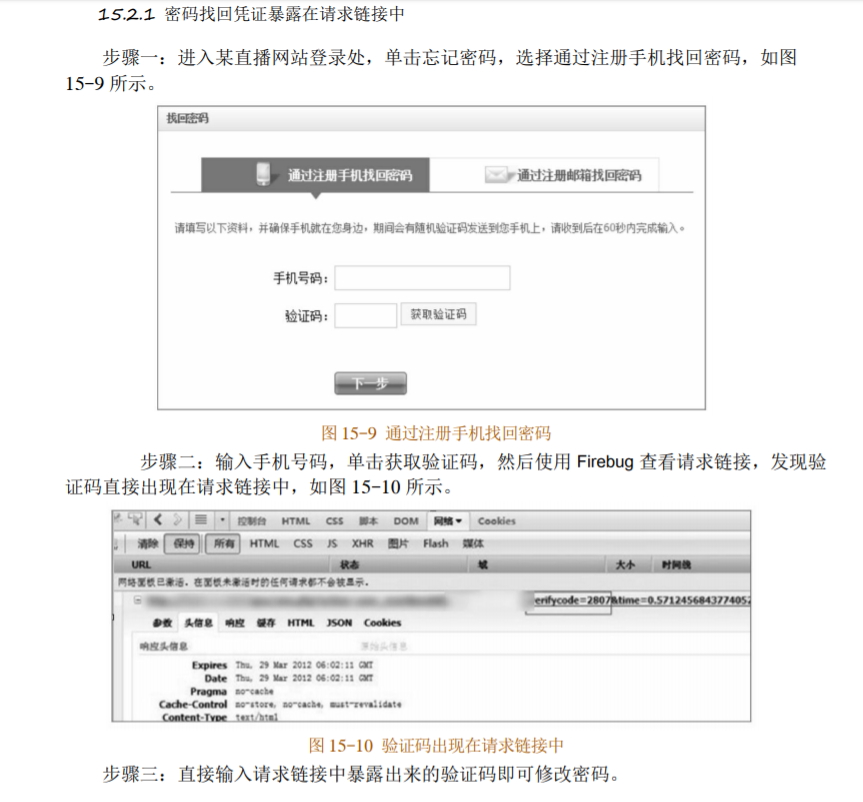 15.2.1 密码找回凭证暴露在请求链接中
步骤一：进入某直播网站登录处，单击忘记密码，选择通过注册手机找回密码，如图
15-9 所示。
找回密码
通过注册手机找回密码 通过注册邮箱找回密码
请填写以下资料，并确保手机就在您身边，期间会有随机验证码发送到您手机上，请收到后在60秒内完成输入。
手机号码：
验证码： 获取验证码
下一步
图 15-9 通过注册手机找回密码
步骤二：输入手机号码，单击获取验证码，然后使用 Firebug 查看请求链接，发现验
证码直接出现在请求链接中，如图 15-10 所示。
控制台 HTML CSS 脚本 DOM 网络 Cookies
清除 保持 所有 HTML CSS JS XHR 图片 Flash 媒体
URL 状态 域 大小 时间线
网络面板已激活。在面板未激活时的任何请求都不会被显示。
erifycode=2807&time=0.5712456843774052
参数 头信息 响应 缓存 HTML JSON Cookies
响应头信息 原始头信息
Expires Thu, 29 Mar 2012 06:02:11 GMT
Date Thu, 29 Mar 2012 06:02:11 GMT
Pragma no-cache
Cache-Control no-store, no-cache, must-revalidate
Content-Type text/html
图 15-10 验证码出现在请求链接中
步骤三：直接输入请求链接中暴露出来的验证码即可修改密码。